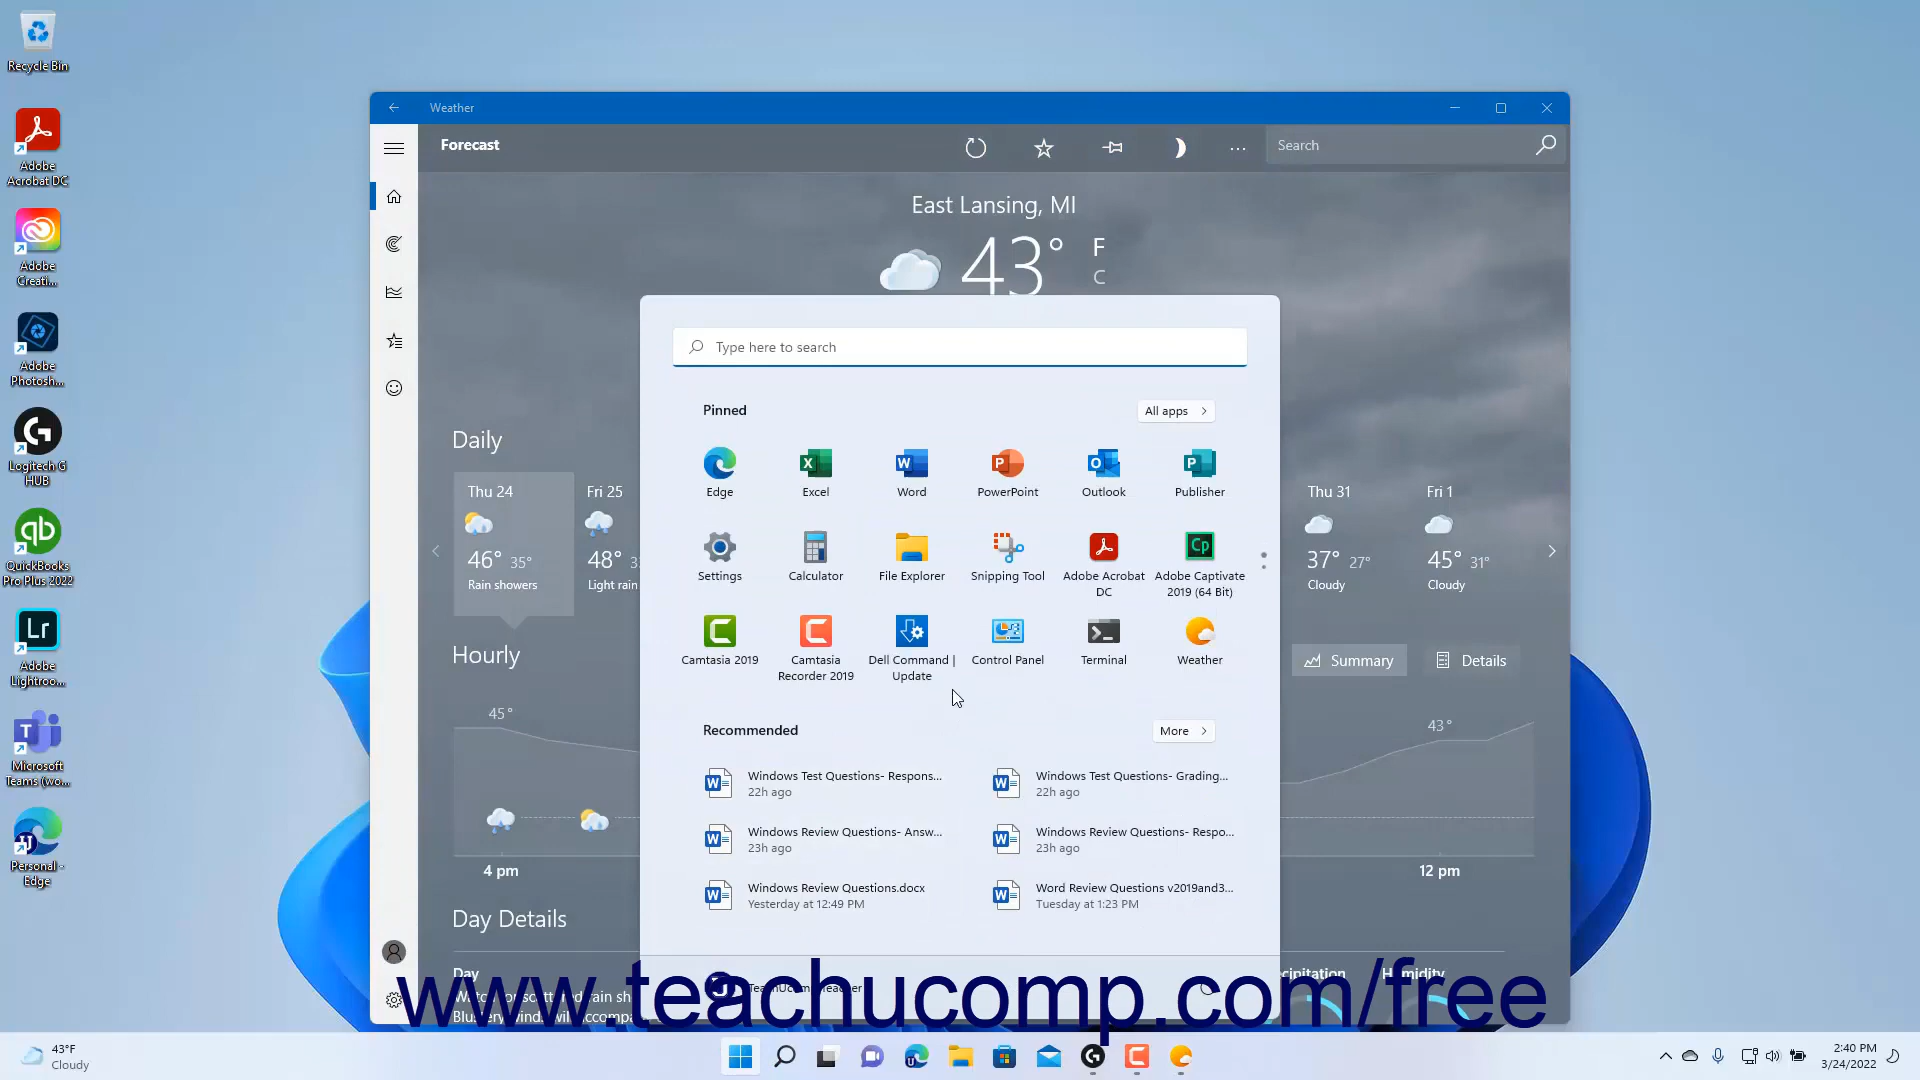 Recycle Bin
Adobe
Acrobat DC
Adobe
Creati...
Adobe
Photosh...
Logitech G
HUB
QuickBooks
Pro Plus 2022
Lr
Adobe
Lightroo...
Microsoft
Teams (wo...
Personal -
Edge
Weather
Forecast
Search
East Lansing, MI
43°
F
C
Daily
Thu 24
46° 35°
Rain showers
Fri 25
48°
Light rain
Thu 31
37° 27°
Cloudy
Fri 1
45° 31°
Cloudy
Hourly
Summary
Details
45°
43°
4 pm
12 pm
Day Details
Day
Humidity
Type here to search
Pinned
All apps
Edge
Excel
Word
PowerPoint
Outlook
Publisher
Settings
Calculator
File Explorer
Snipping Tool
Adobe Acrobat
DC
Adobe Captivate
2019 (64 Bit)
Camtasia 2019
Camtasia
Recorder 2019
Dell Command |
Update
Control Panel
Terminal
Weather
Recommended
More
Windows Test Questions- Respons...
22h ago
Windows Test Questions- Grading...
22h ago
Windows Review Questions- Answ...
23h ago
Windows Review Questions- Respo...
23h ago
Windows Review Questions.docx
Yesterday at 12:49 PM
Word Review Questions v2019and3...
Tuesday at 1:23 PM
www.teachucomp.com/free
43°F
Cloudy
2:40 PM
3/24/2022